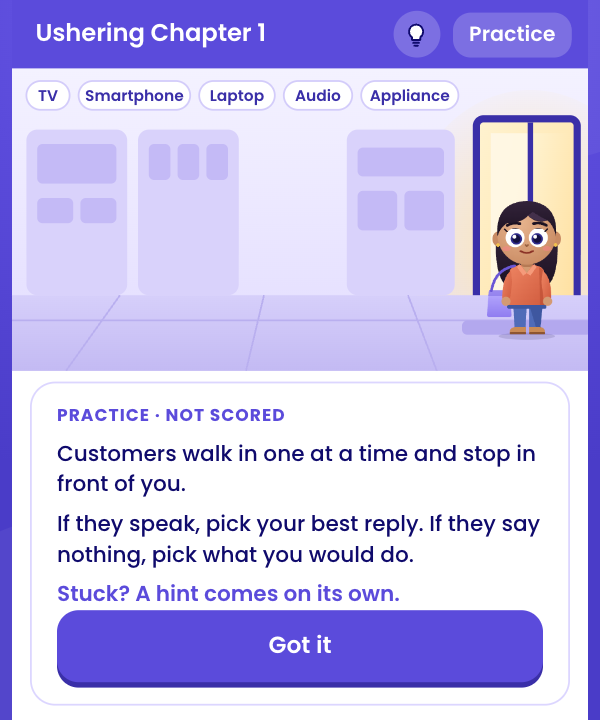 Ushering Chapter 1
Practice
TV
Smartphone
Laptop
Audio
Appliance
PRACTICE · NOT SCORED
Customers walk in one at a time and stop in
front of you.
If they speak, pick your best reply. If they say
nothing, pick what you would do.
Stuck? A hint comes on its own.
Got it